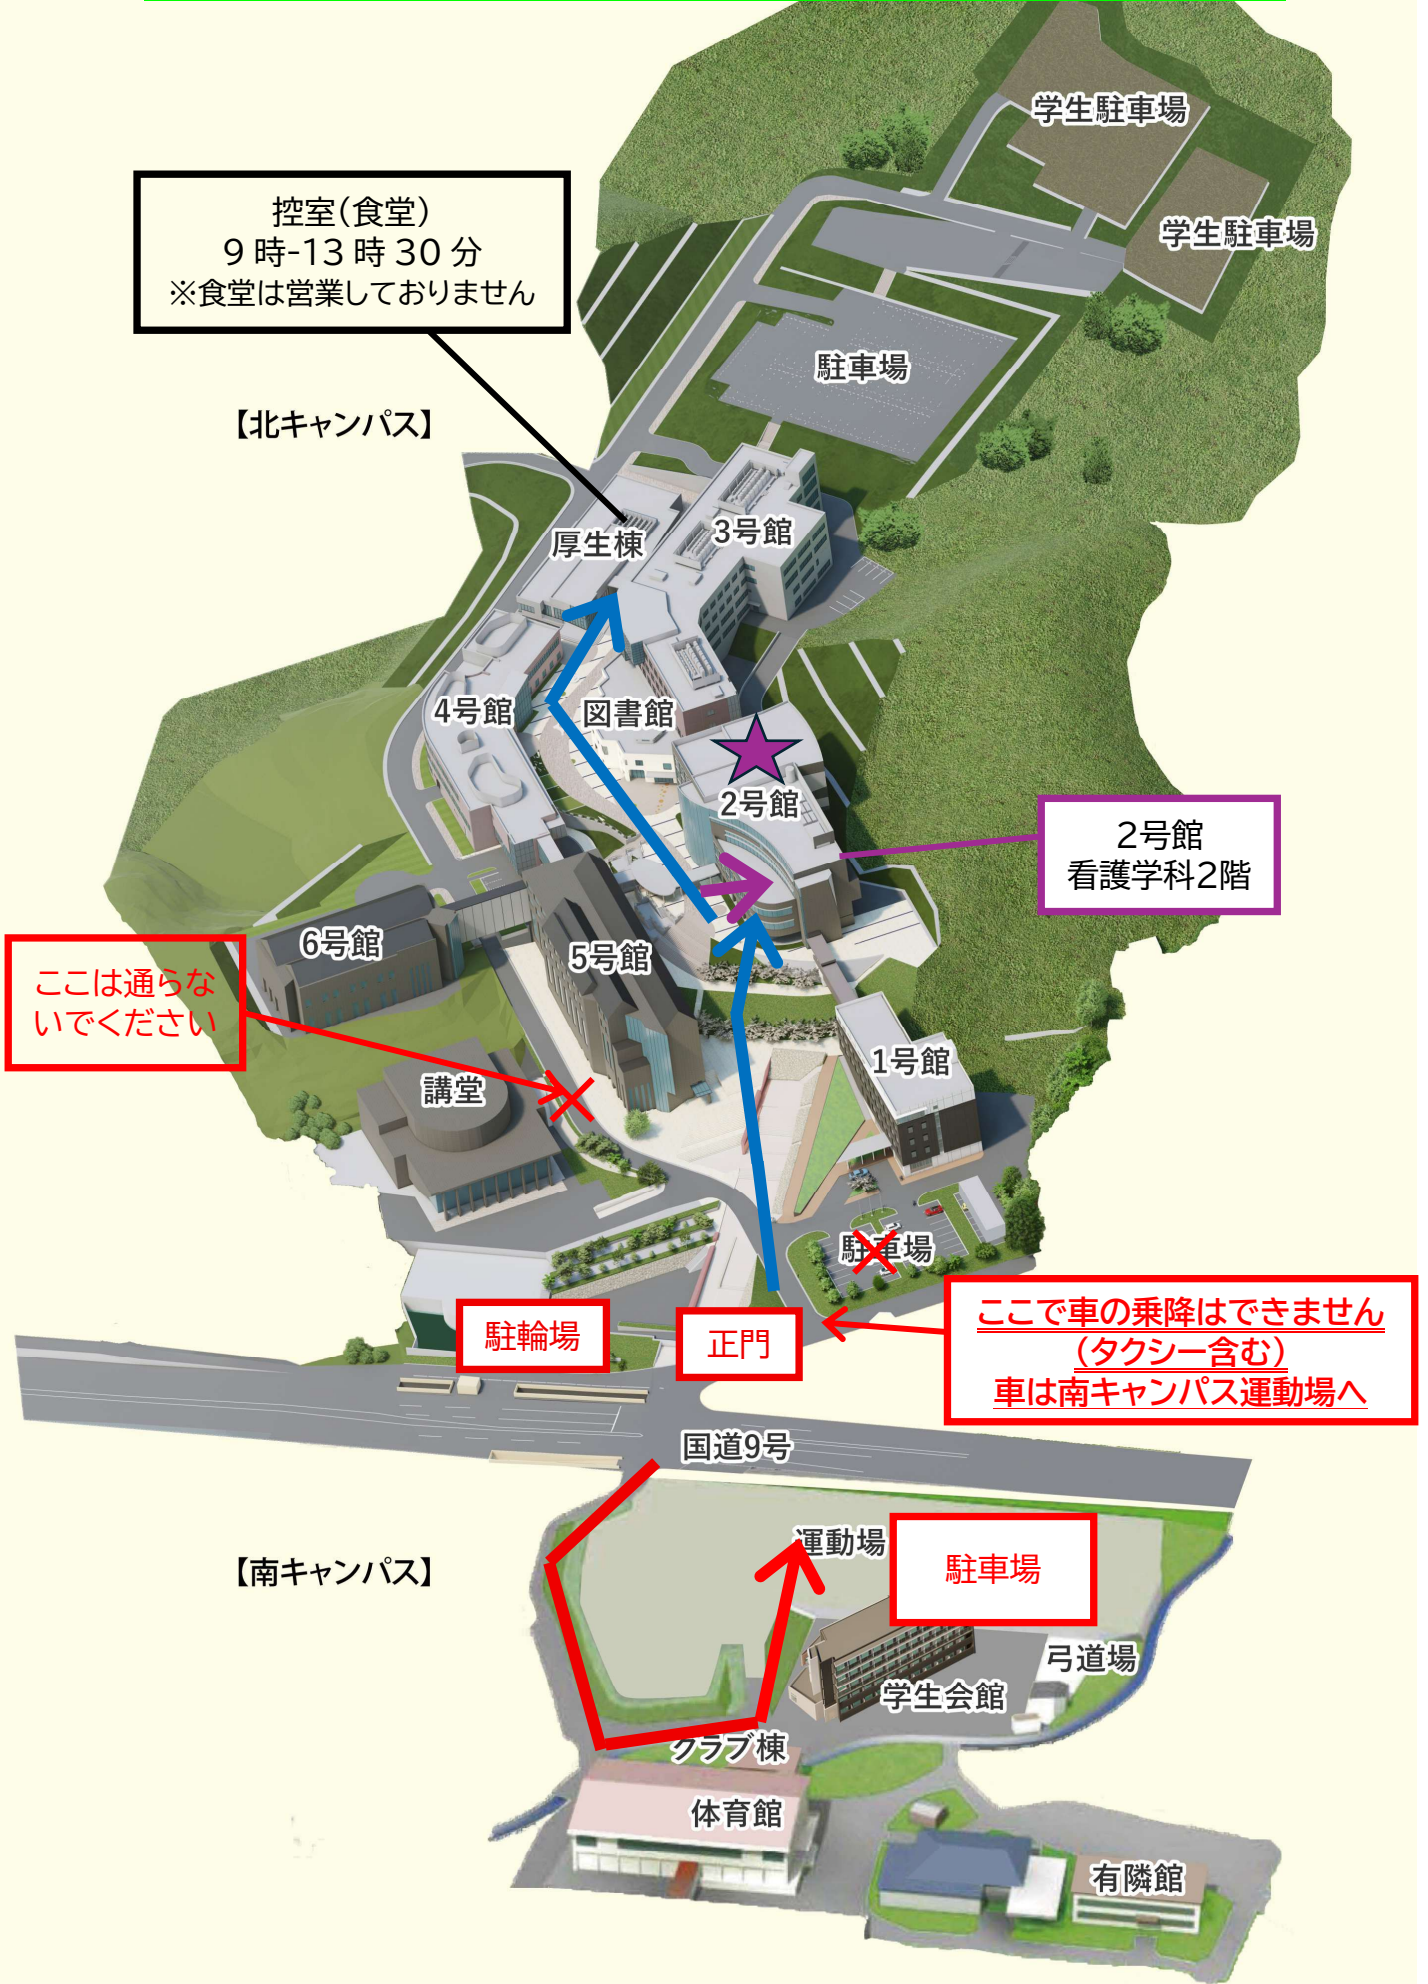 学生駐車場
学生駐車場
控室(食堂)
9時-13時30分
※食堂は営業しておりません
駐車場
【北キャンパス】
3号館
厚生棟
4号館
図書館
2号館
2号館
看護学科2階
6号館
5号館
ここは通らな
いでください
1号館
講堂
駐車場
ここで車の乗降はできません
(タクシー含む)
車は南キャンパス運動場へ
駐輪場
正門
国道9号
運動場
駐車場
【南キャンパス】
弓道場
学生会館
クラブ棟
体育館
有隣館